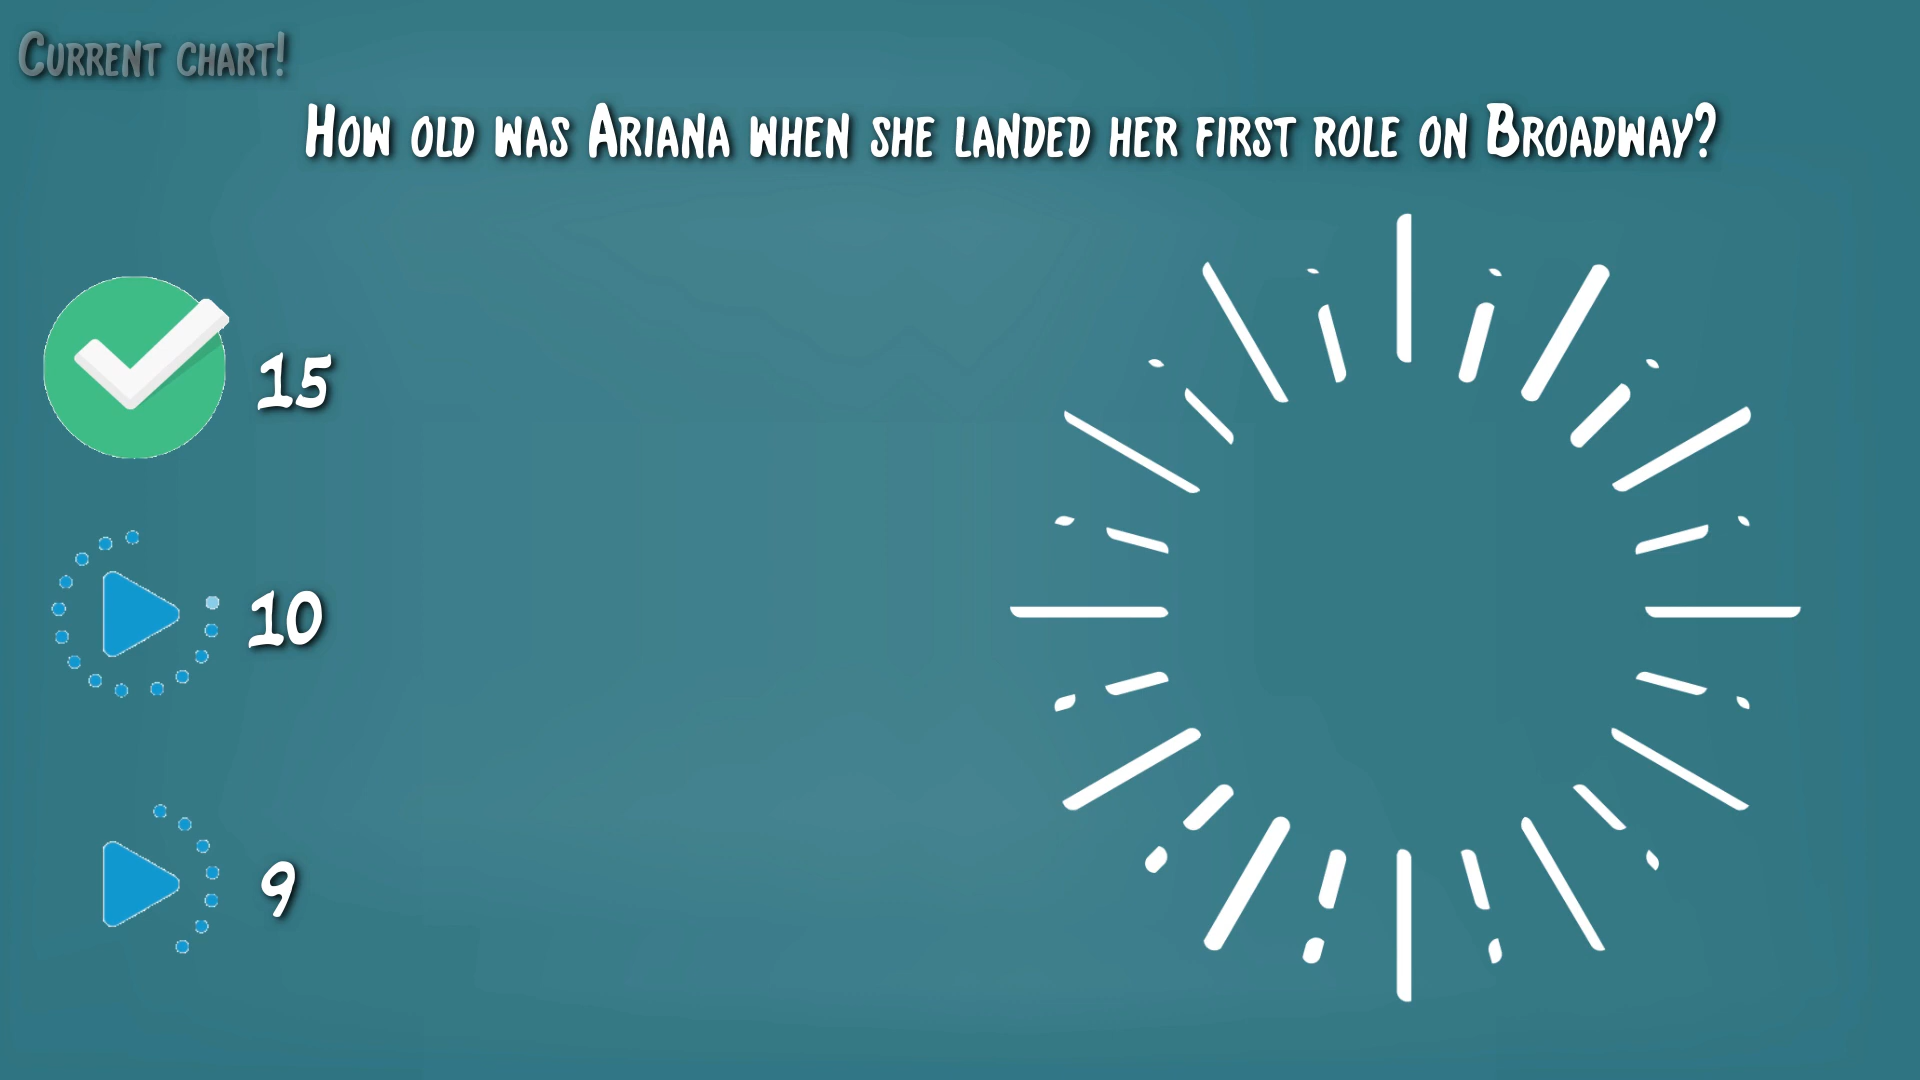 Current chart!
How old was Ariana when she landed her first role on Broadway?
15
10
9